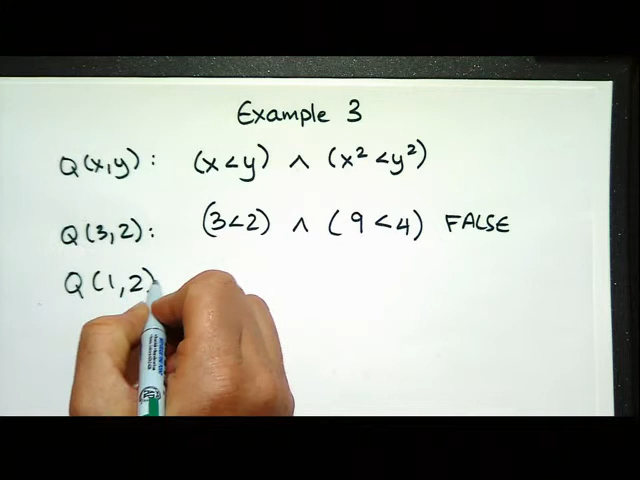 Example 3
Q(x,y): (x<y) ∧ (x² <y²)
Q(3,2): (3<2) ∧ (9<4) FALSE
Q(1,2)